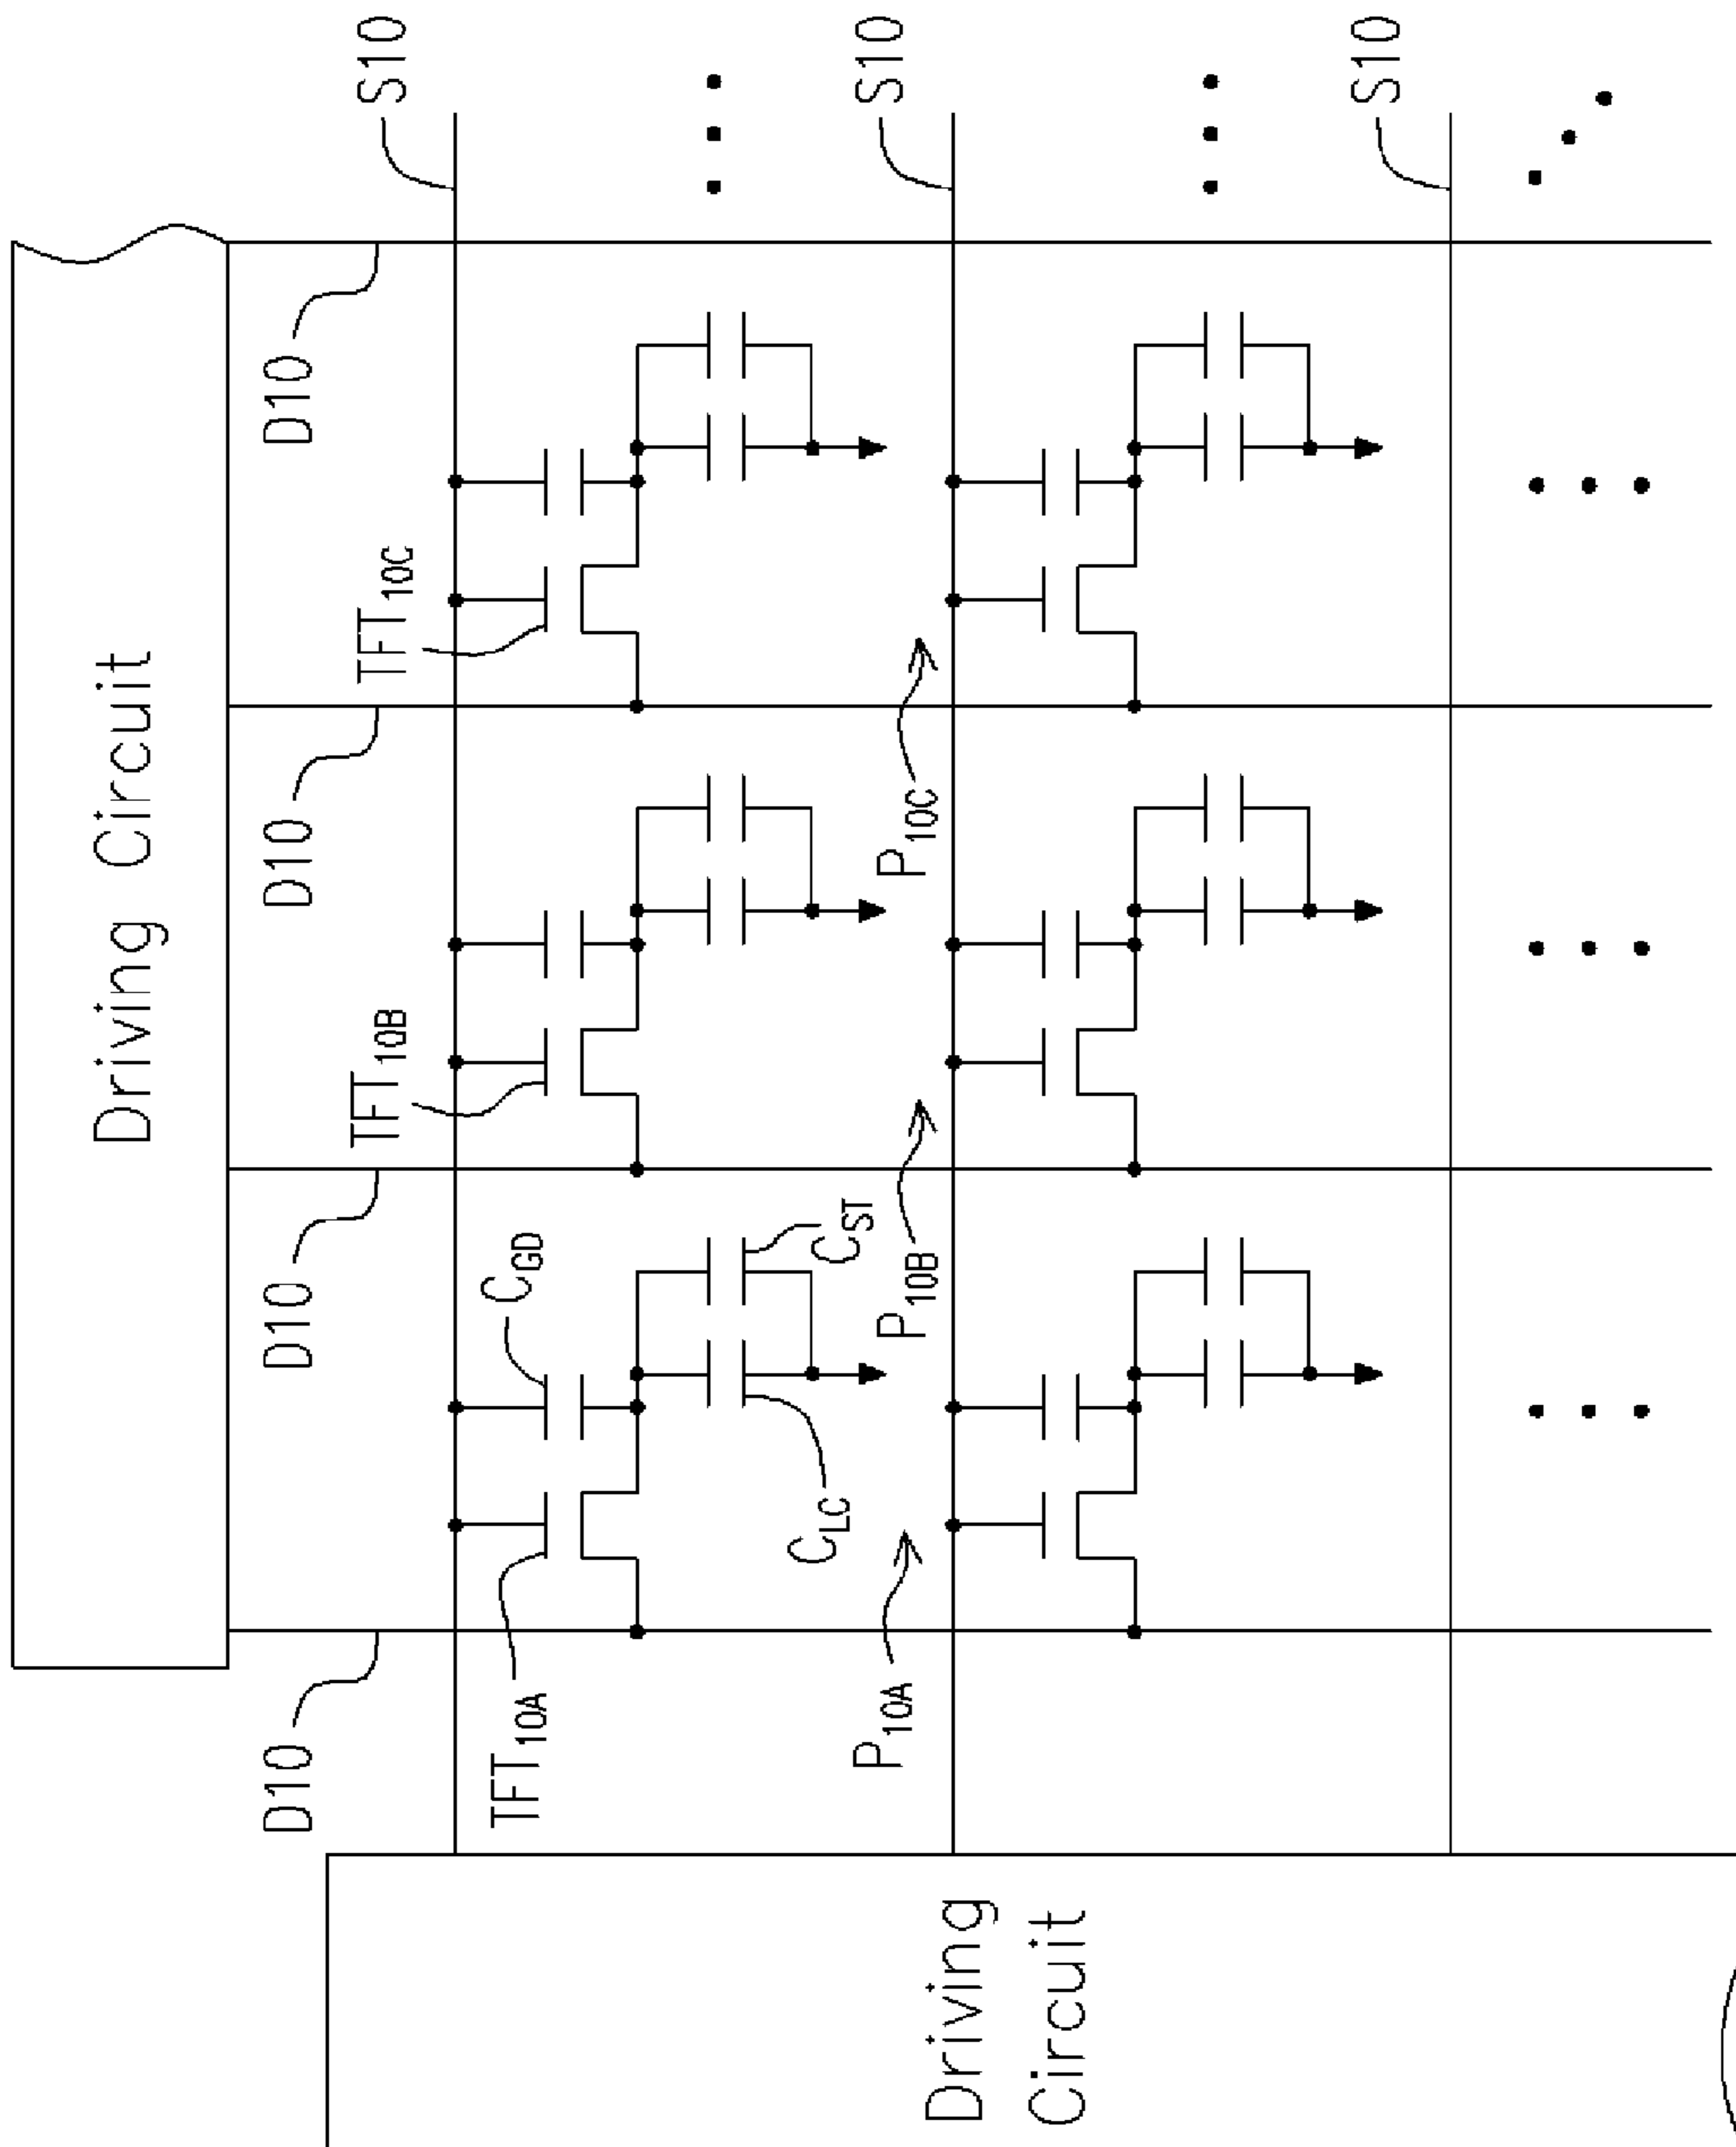 Driving Circuit
D10
D10
D10
D10
TFT10B
TFT10C
S10
TFT10A
CGD
CLC
CST
P10A
P10B
P10C
S10
Driving
Circuit
S10